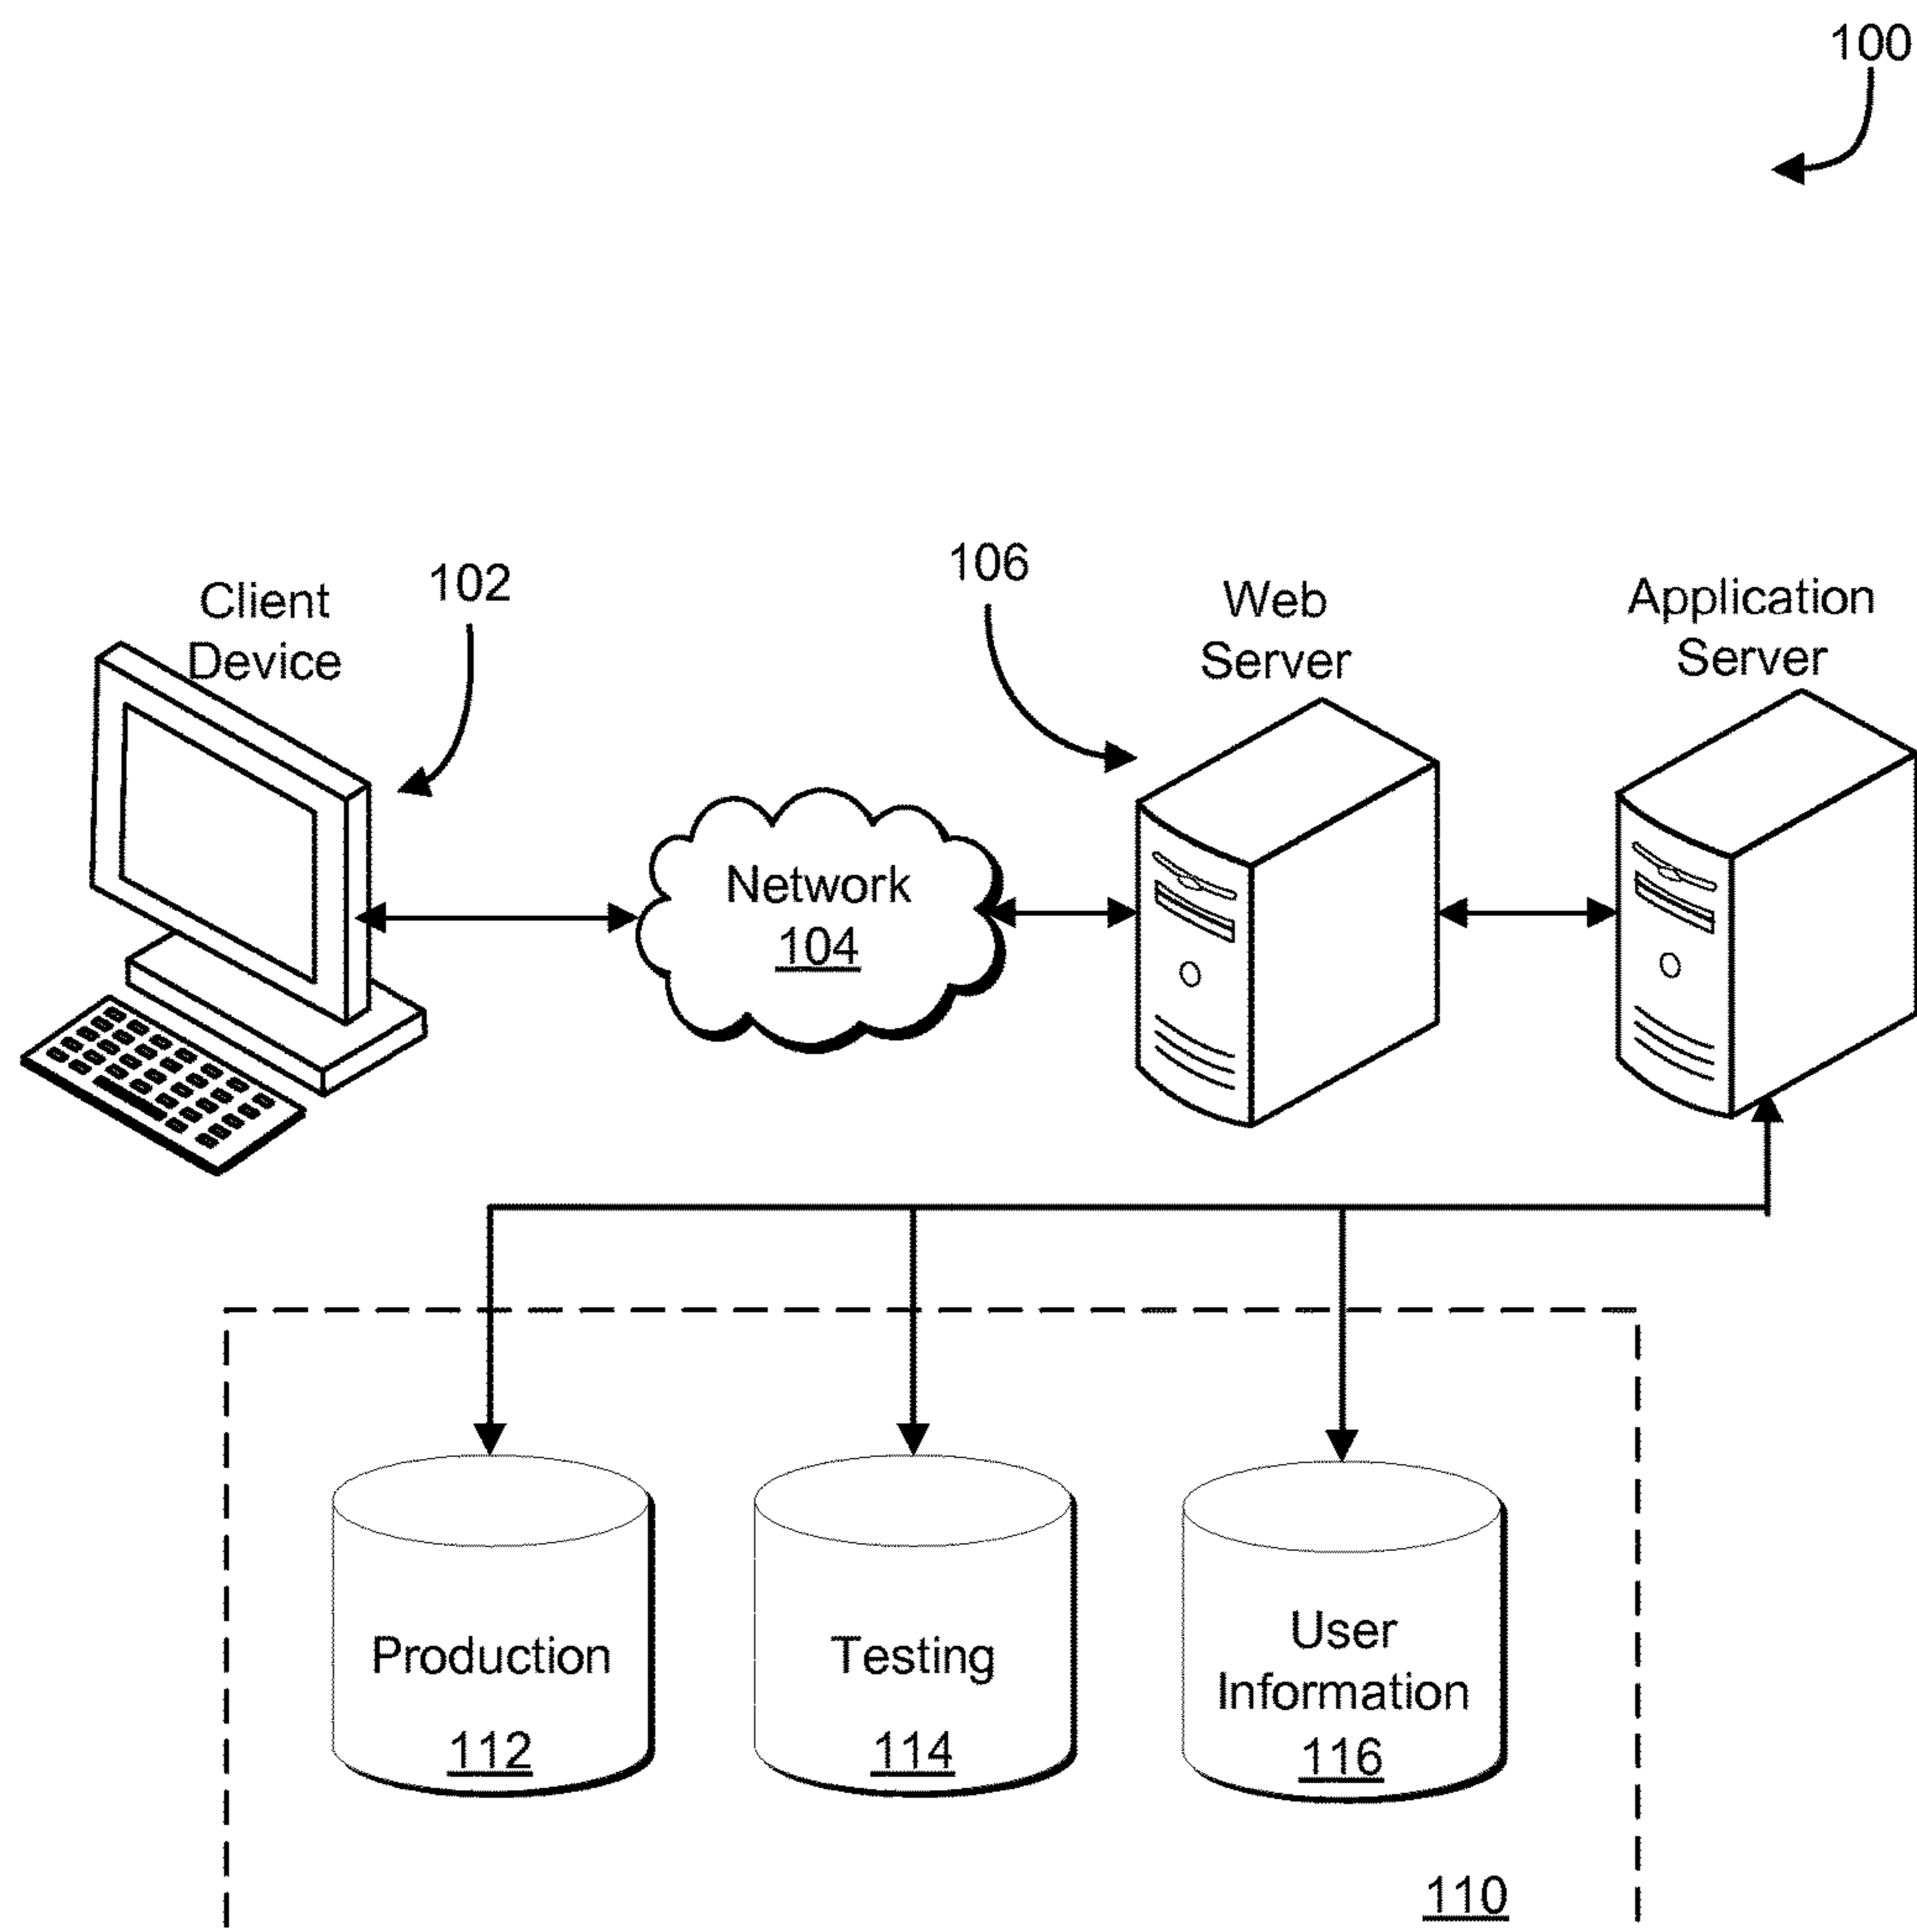 100
Client
Device
102
106
Web
Server
Application
Server
Network
104
Production
112
Testing
114
User
Information
116
110